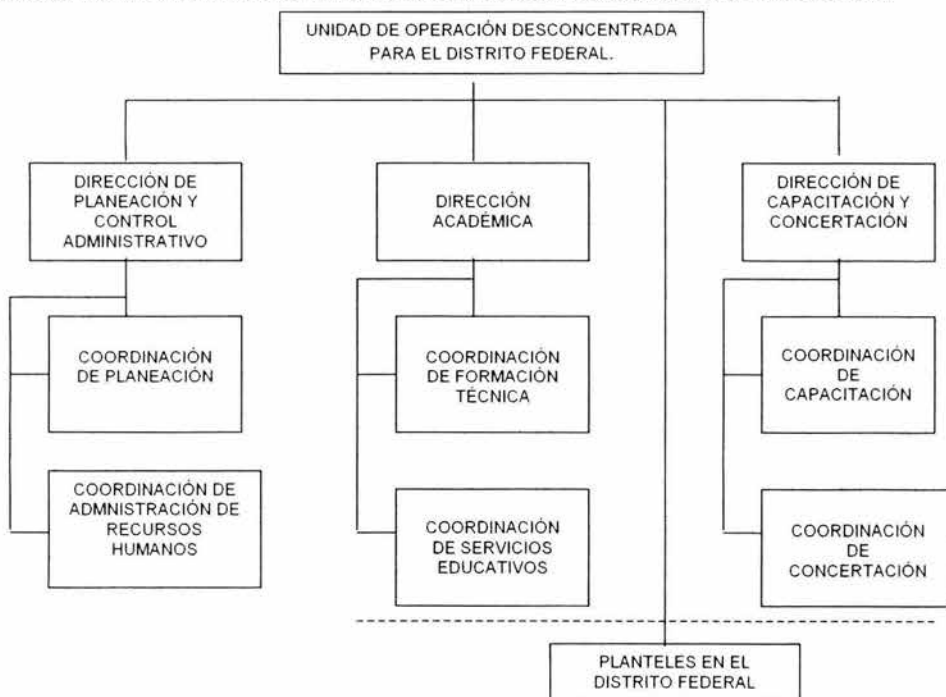 UNIDAD DE OPERACIÓN DESCONCENTRADA
PARA EL DISTRITO FEDERAL.
DIRECCIÓN DE
PLANEACIÓN Y
CONTROL
ADMINISTRATIVO
DIRECCIÓN
ACADÉMICA
DIRECCIÓN DE
CAPACITACIÓN Y
CONCERTACIÓN
COORDINACIÓN
DE PLANEACIÓN
COORDINACIÓN
DE FORMACIÓN
TÉCNICA
COORDINACIÓN
DE
CAPACITACIÓN
COORDINACIÓN DE
ADMNISTRACIÓN DE
RECURSOS
HUMANOS
COORDINACIÓN
DE SERVICIOS
EDUCATIVOS
COORDINACIÓN
DE
CONCERTACIÓN
PLANTELES EN EL
DISTRITO FEDERAL